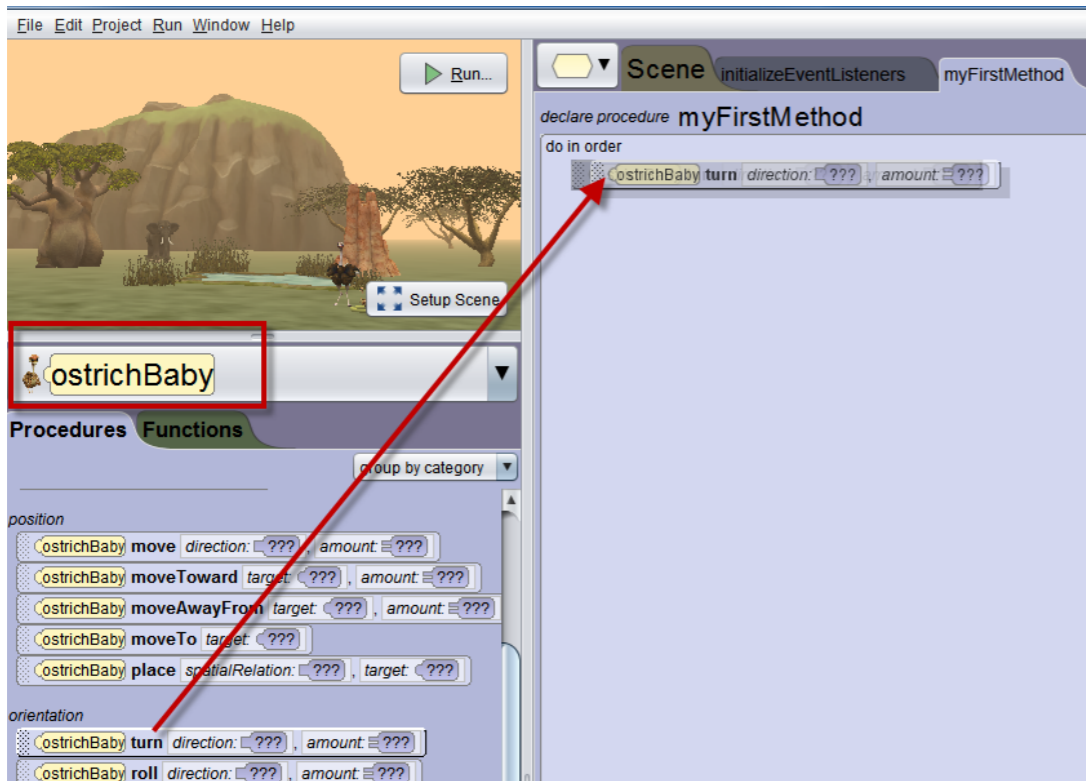 File Edit Project Run Window Help
Run...
Setup Scene
ostrichBaby
Procedures Functions
group by category
position
ostrichBaby move direction: ??? , amount: ???
ostrichBaby moveToward target: ??? , amount: ???
ostrichBaby moveAwayFrom target: ??? , amount: ???
ostrichBaby moveTo target: ???
ostrichBaby place spatialRelation: ??? , target: ???
orientation
ostrichBaby turn direction: ??? , amount: ???
ostrichBaby roll direction: ??? , amount: ???
Scene initializeEventListeners myFirstMethod
declare procedure myFirstMethod
do in order
ostrichBaby turn direction: ??? , amount: ???